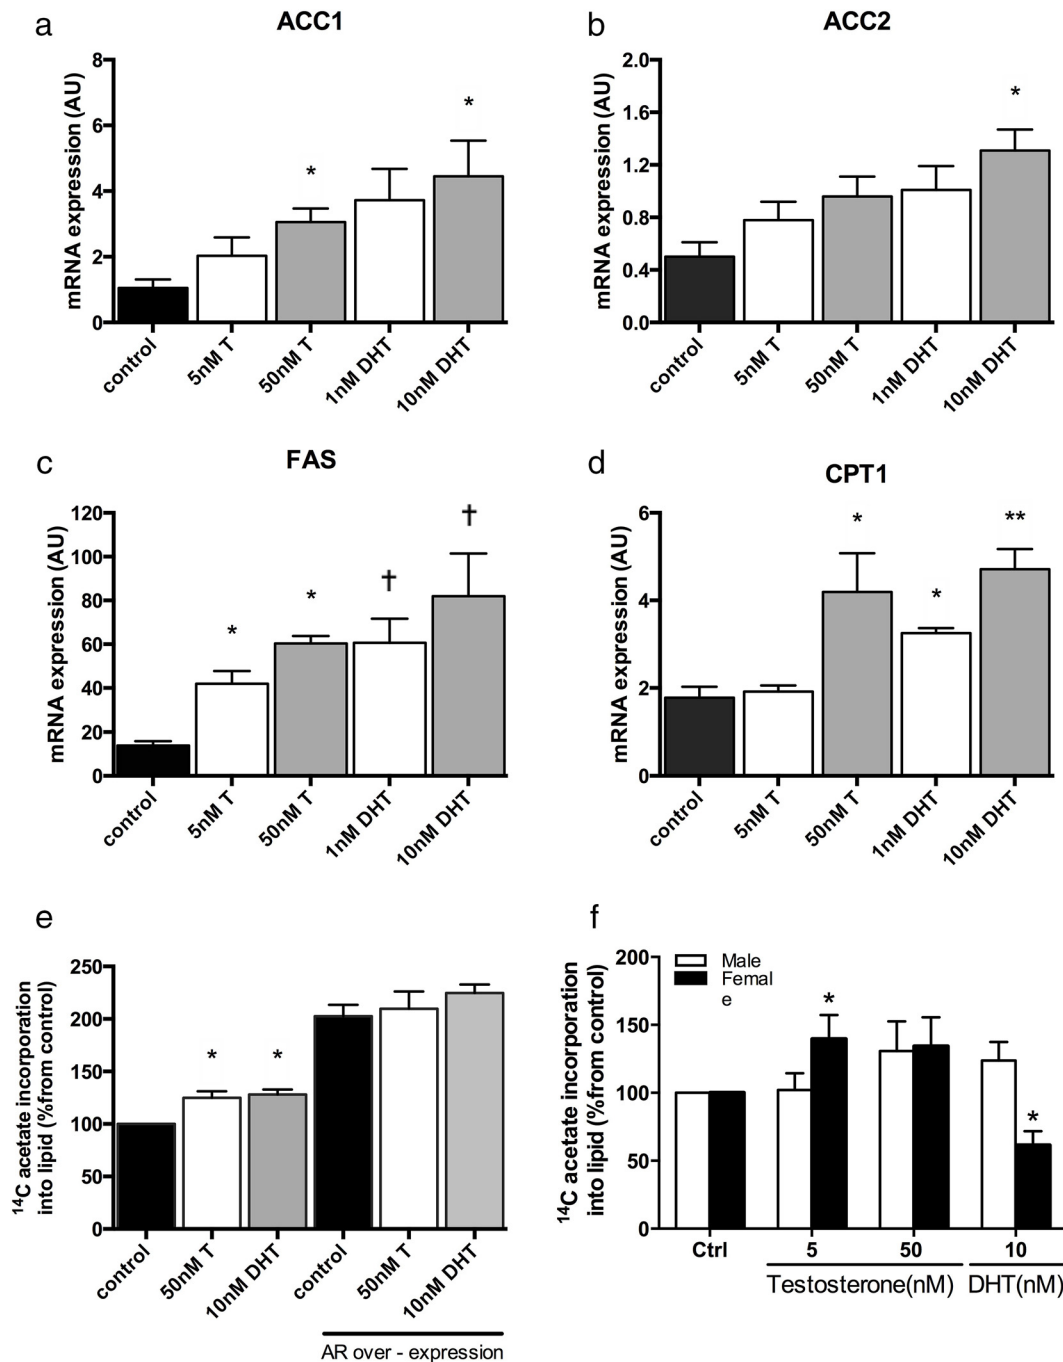 a
ACC1
mRNA expression (AU)
8
6
4
2
0
*
*
control
5nM T
50nM T
1nM DHT
10nM DHT
b
ACC2
mRNA expression (AU)
2.0
1.6
1.2
0.8
0.4
0.0
*
control
5nM T
50nM T
1nM DHT
10nM DHT
c
FAS
mRNA expression (AU)
120
100
80
60
40
20
0
*
*
†
†
control
5nM T
50nM T
1nM DHT
10nM DHT
d
CPT1
mRNA expression (AU)
6
4
2
0
*
*
**
control
5nM T
50nM T
1nM DHT
10nM DHT
e
¹⁴C acetate incorporation
into lipid (%from control)
250
200
150
100
50
0
*
*
control
50nM T
10nM DHT
control
50nM T
10nM DHT
AR over - expression
f
¹⁴C acetate incorporation
into lipid (%from control)
200
150
100
50
0
Male
Femal
e
*
*
Ctrl
5
50
10
Testosterone(nM)
DHT(nM)